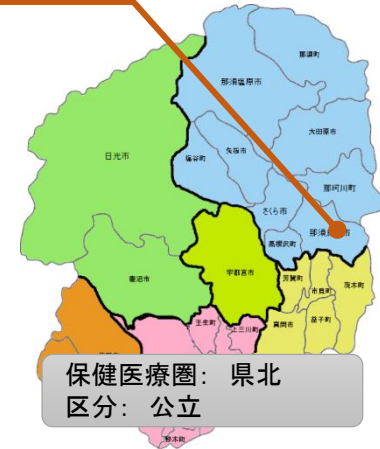 那須町
那須塩原市
大田原市
日光市
矢板市
塩谷町
那珂川町
さくら市
高根沢町
宇都宮市
鹿沼市
芳賀町
市貝町
茂木町
真岡市
益子町
壬生町
上三川町
保健医療圏: 県北
区分: 公立
野木町